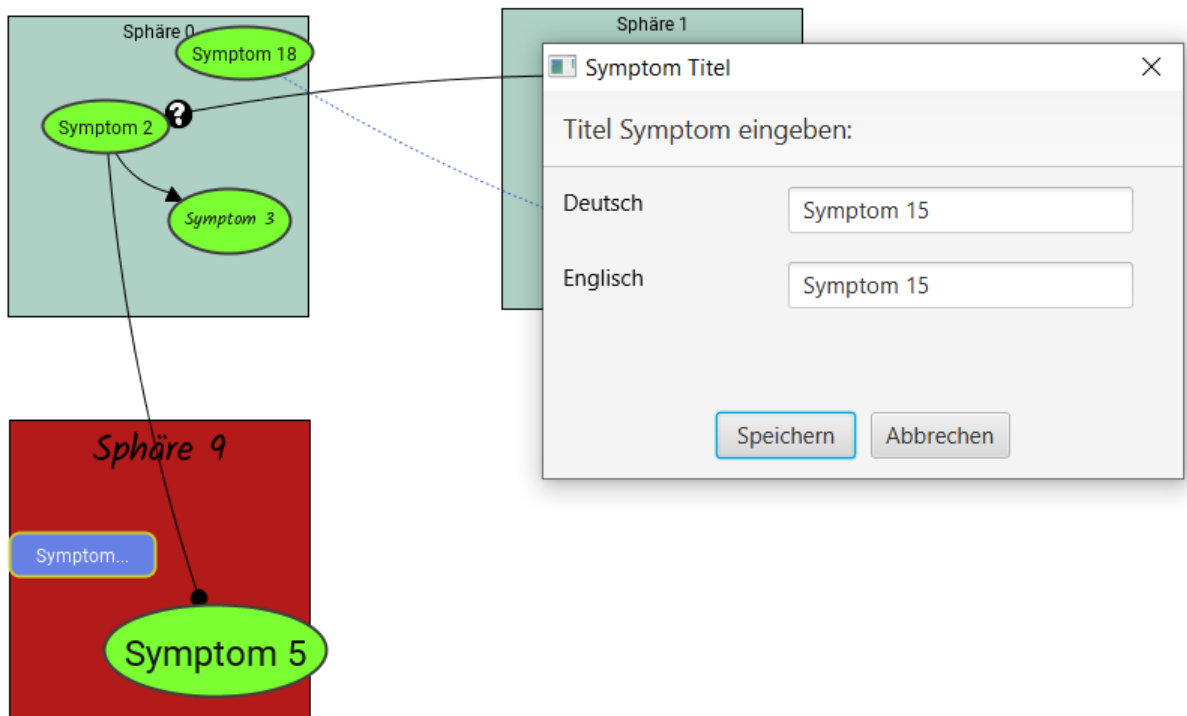 Sphäre 0
Symptom 18
?
Symptom 2
Symptom 3
Sphäre 1
Symptom Titel
Titel Symptom eingeben:
Deutsch
Symptom 15
Englisch
Symptom 15
Speichern
Abbrechen
Sphäre 9
Symptom...
Symptom 5